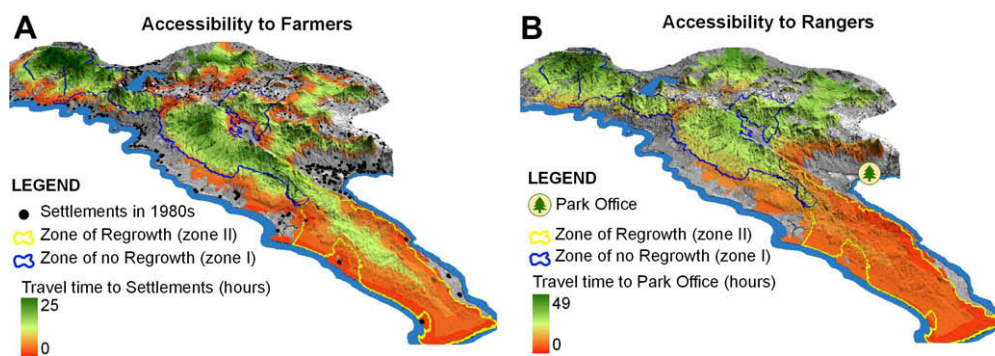 A
Accessibility to Farmers
LEGEND
Settlements in 1980s
Zone of Regrowth (zone II)
Zone of no Regrowth (zone I)
Travel time to Settlements (hours)
25
0
B
Accessibility to Rangers
LEGEND
Park Office
Zone of Regrowth (zone II)
Zone of no Regrowth (zone I)
Travel time to Park Office (hours)
49
0